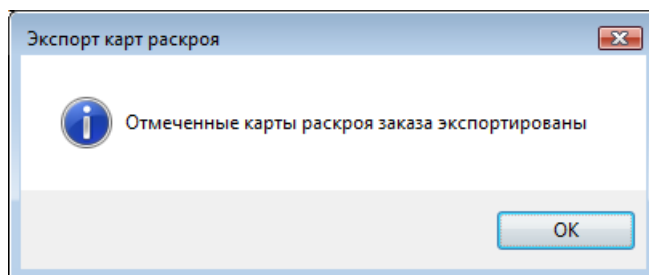 Экспорт карт раскроя
Отмеченные карты раскроя заказа экспортированы
OK